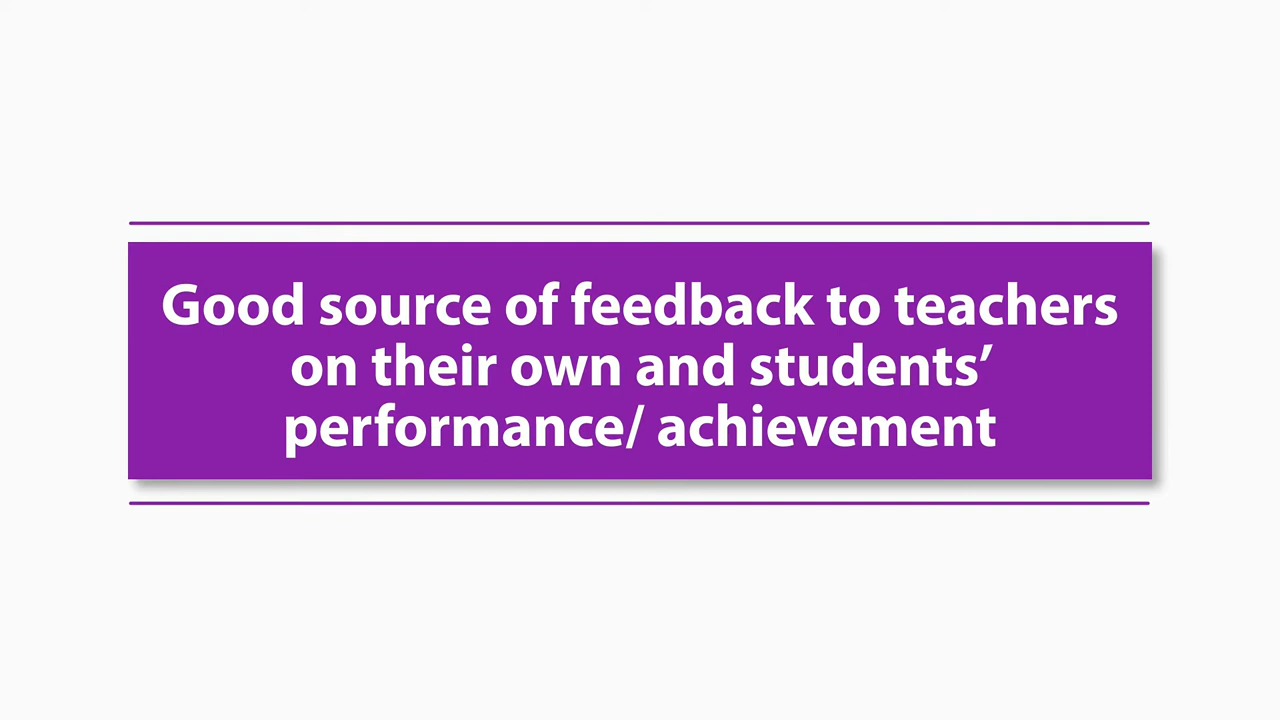 Good source of feedback to teachers
on their own and students’
performance/ achievement